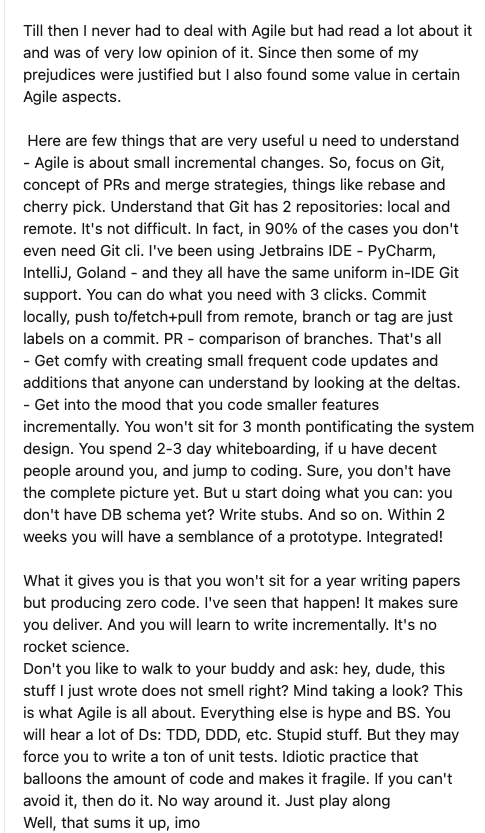 Till then I never had to deal with Agile but had read a lot about it
and was of very low opinion of it. Since then some of my
prejudices were justified but I also found some value in certain
Agile aspects.
Here are few things that are very useful u need to understand
- Agile is about small incremental changes. So, focus on Git,
concept of PRs and merge strategies, things like rebase and
cherry pick. Understand that Git has 2 repositories: local and
remote. It's not difficult. In fact, in 90% of the cases you don't
even need Git cli. I've been using Jetbrains IDE - PyCharm,
IntelliJ, Goland - and they all have the same uniform in-IDE Git
support. You can do what you need with 3 clicks. Commit
locally, push to/fetch+pull from remote, branch or tag are just
labels on a commit. PR - comparison of branches. That's all
- Get comfy with creating small frequent code updates and
additions that anyone can understand by looking at the deltas.
- Get into the mood that you code smaller features
incrementally. You won't sit for 3 month pontificating the system
design. You spend 2-3 day whiteboarding, if u have decent
people around you, and jump to coding. Sure, you don't have
the complete picture yet. But u start doing what you can: you
don't have DB schema yet? Write stubs. And so on. Within 2
weeks you will have a semblance of a prototype. Integrated!
What it gives you is that you won't sit for a year writing papers
but producing zero code. I've seen that happen! It makes sure
you deliver. And you will learn to write incrementally. It's no
rocket science.
Don't you like to walk to your buddy and ask: hey, dude, this
stuff I just wrote does not smell right? Mind taking a look? This
is what Agile is all about. Everything else is hype and BS. You
will hear a lot of Ds: TDD, DDD, etc. Stupid stuff. But they may
force you to write a ton of unit tests. Idiotic practice that
balloons the amount of code and makes it fragile. If you can't
avoid it, then do it. No way around it. Just play along
Well, that sums it up, imo